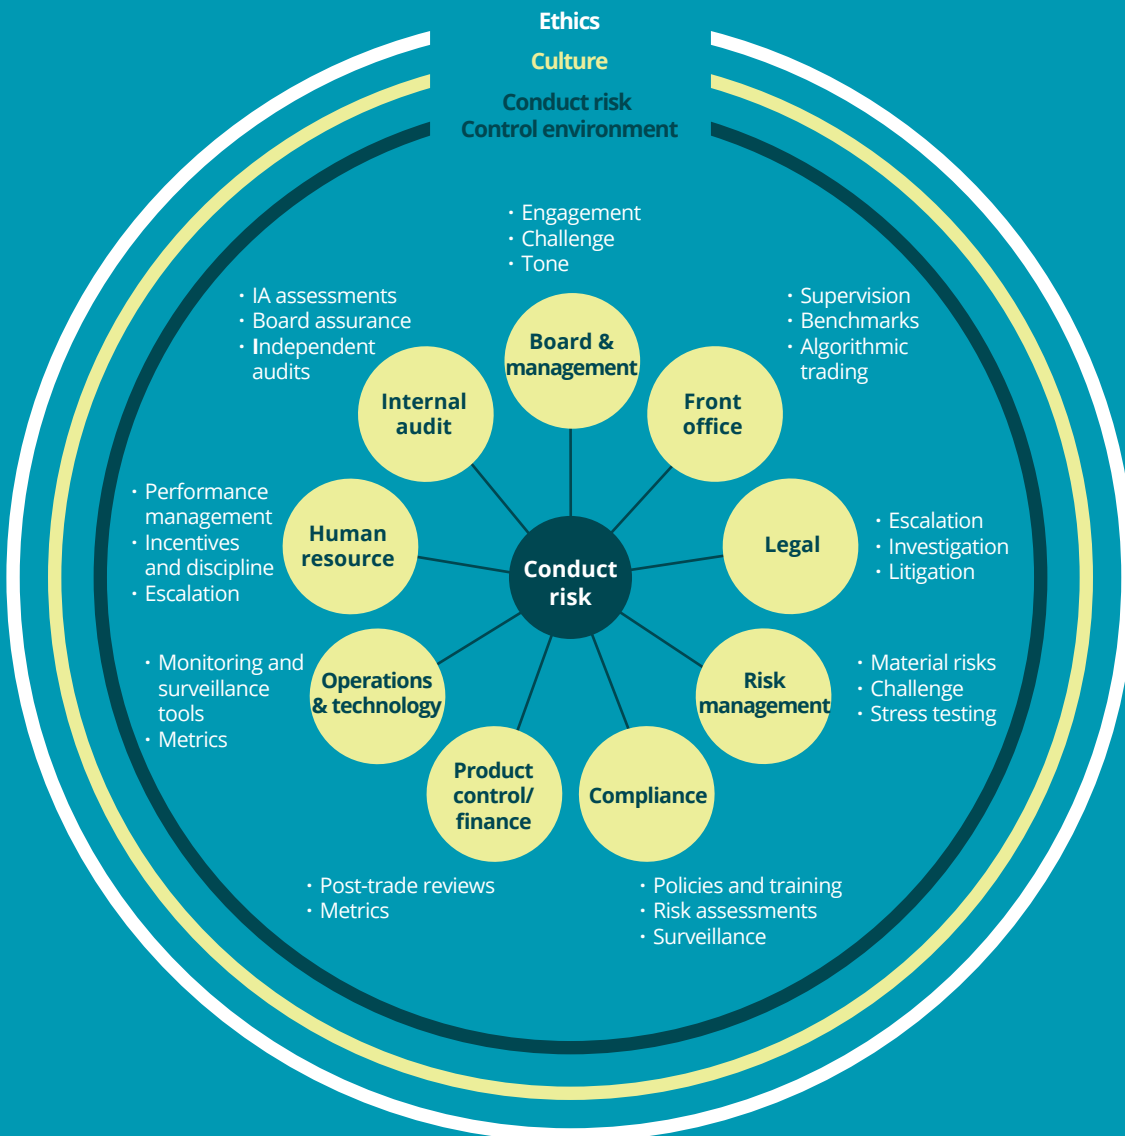 Ethics
Culture
Conduct risk
Control environment
· Engagement
· Challenge
· Tone
Board &
management
· IA assessments
· Board assurance
· Independent
audits
Internal
audit
· Supervision
· Benchmarks
· Algorithmic
trading
Front
office
· Performance
management
· Incentives
and discipline
· Escalation
Human
resource
Conduct
risk
Legal
· Escalation
· Investigation
· Litigation
· Monitoring and
surveillance
tools
· Metrics
Operations
& technology
Risk
management
· Material risks
· Challenge
· Stress testing
Product
control/
finance
Compliance
· Post-trade reviews
· Metrics
· Policies and training
· Risk assessments
· Surveillance